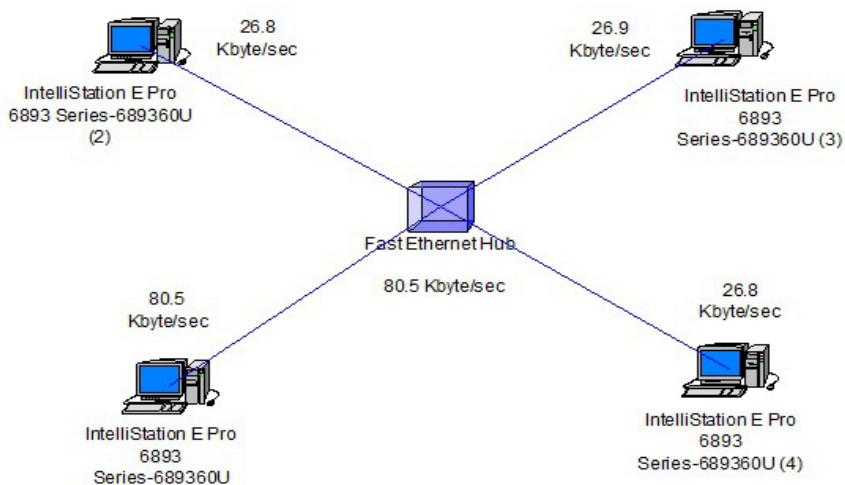 26.8
Kbyte/sec
IntelliStation E Pro
6893 Series-689360U
(2)
26.9
Kbyte/sec
IntelliStation E Pro
6893
Series-689360U (3)
Fast Ethernet Hub
80.5 Kbyte/sec
80.5
Kbyte/sec
IntelliStation E Pro
6893
Series-689360U
26.8
Kbyte/sec
IntelliStation E Pro
6893
Series-689360U (4)